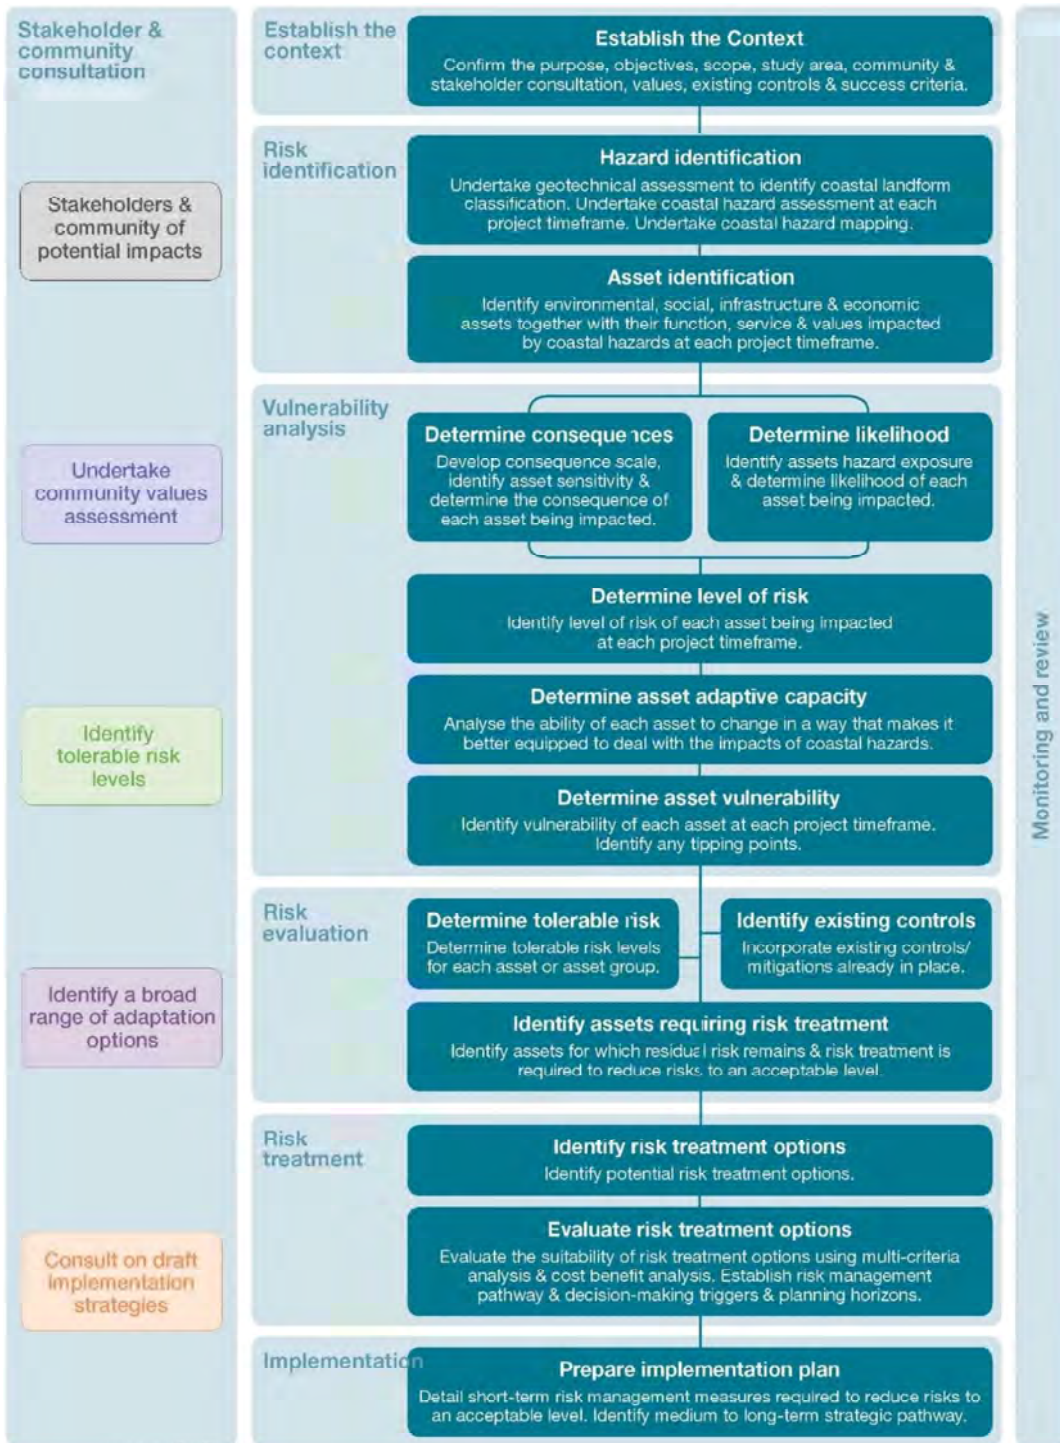 Stakeholder &
community
consultation
Stakeholders &
community of
potential impacts
Undertake
community values
assessment
Identify
tolerable risk
levels
Identify a broad
range of adaptation
options
Consult on draft
implementation
strategies
Establish the
context
Establish the Context
Confirm the purpose, objectives, scope, study area, community &
stakeholder consultation, values, existing controls & success criteria.
Risk
identification
Hazard identification
Undertake geotechnical assessment to identify coastal landform
classification. Undertake coastal hazard assessment at each
project timeframe. Undertake coastal hazard mapping.
Asset identification
Identify environmental, social, infrastructure & economic
assets together with their function, service & values impacted
by coastal hazards at each project timeframe.
Vulnerability
analysis
Determine consequences
Develop consequence scale,
identify asset sensitivity &
determine the consequence of
each asset being impacted.
Determine likelihood
Identify assets hazard exposure
& determine likelihood of each
asset being impacted.
Determine level of risk
Identify level of risk of each asset being impacted
at each project timeframe.
Determine asset adaptive capacity
Analyse the ability of each asset to change in a way that makes it
better equipped to deal with the impacts of coastal hazards.
Determine asset vulnerability
Identify vulnerability of each asset at each project timeframe.
Identify any tipping points.
Risk
evaluation
Determine tolerable risk
Determine tolerable risk levels
for each asset or asset group.
Identify existing controls
Incorporate existing controls/
mitigations already in place.
Identify assets requiring risk treatment
Identify assets for which residual risk remains & risk treatment is
required to reduce risks to an acceptable level.
Risk
treatment
Identify risk treatment options
Identify potential risk treatment options.
Evaluate risk treatment options
Evaluate the suitability of risk treatment options using multi-criteria
analysis & cost benefit analysis. Establish risk management
pathway & decision-making triggers & planning horizons.
Implementation
Prepare implementation plan
Detail short-term risk management measures required to reduce risks to
an acceptable level. Identify medium to long-term strategic pathway.
Monitoring and review